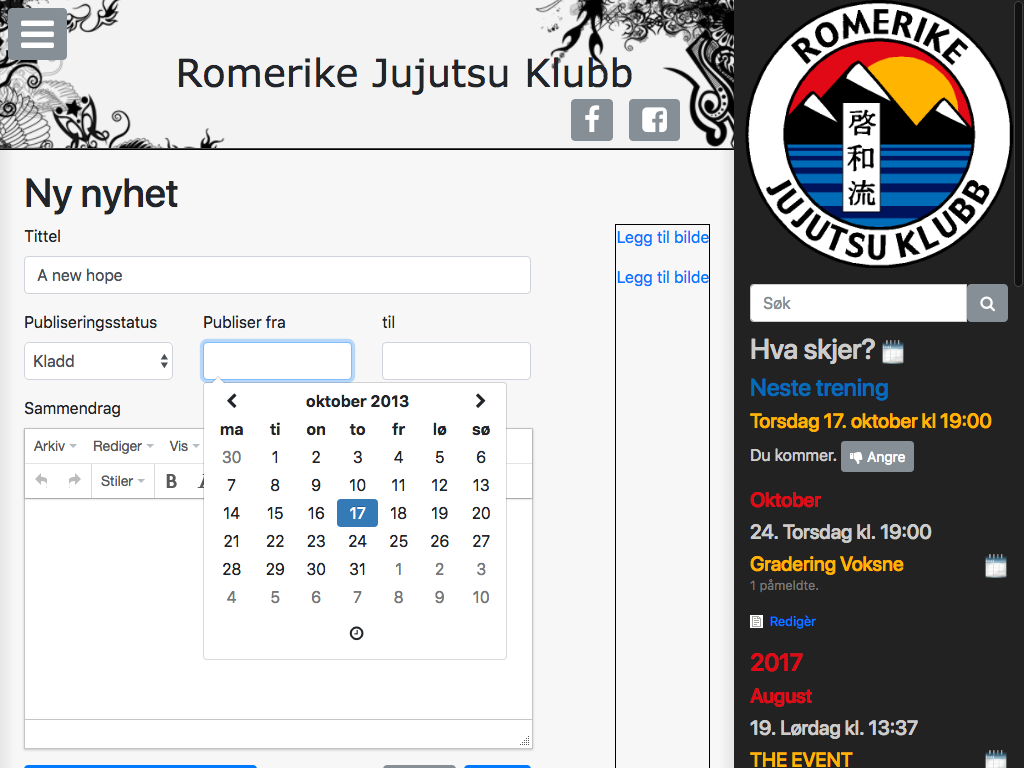 Romerike Jujutsu Klubb
Ny nyhet
Tittel
A new hope
Publiseringsstatus
Publiser fra
til
Kladd
Sammendrag
Arkiv
Rediger
Vis
Stiler
B
oktober 2013
ma ti on to fr lø sø
30 1 2 3 4 5 6
7 8 9 10 11 12 13
14 15 16 17 18 19 20
21 22 23 24 25 26 27
28 29 30 31 1 2 3
4 5 6 7 8 9 10
Legg til bilde
Legg til bilde
ROMERIKE
啓和流
JUJUTSU KLUBB
Søk
Hva skjer?
Neste trening
Torsdag 17. oktober kl 19:00
Du kommer.
Angre
Oktober
24. Torsdag kl. 19:00
Gradering Voksne
1 påmeldte.
Redigèr
2017
August
19. Lørdag kl. 13:37
THE EVENT